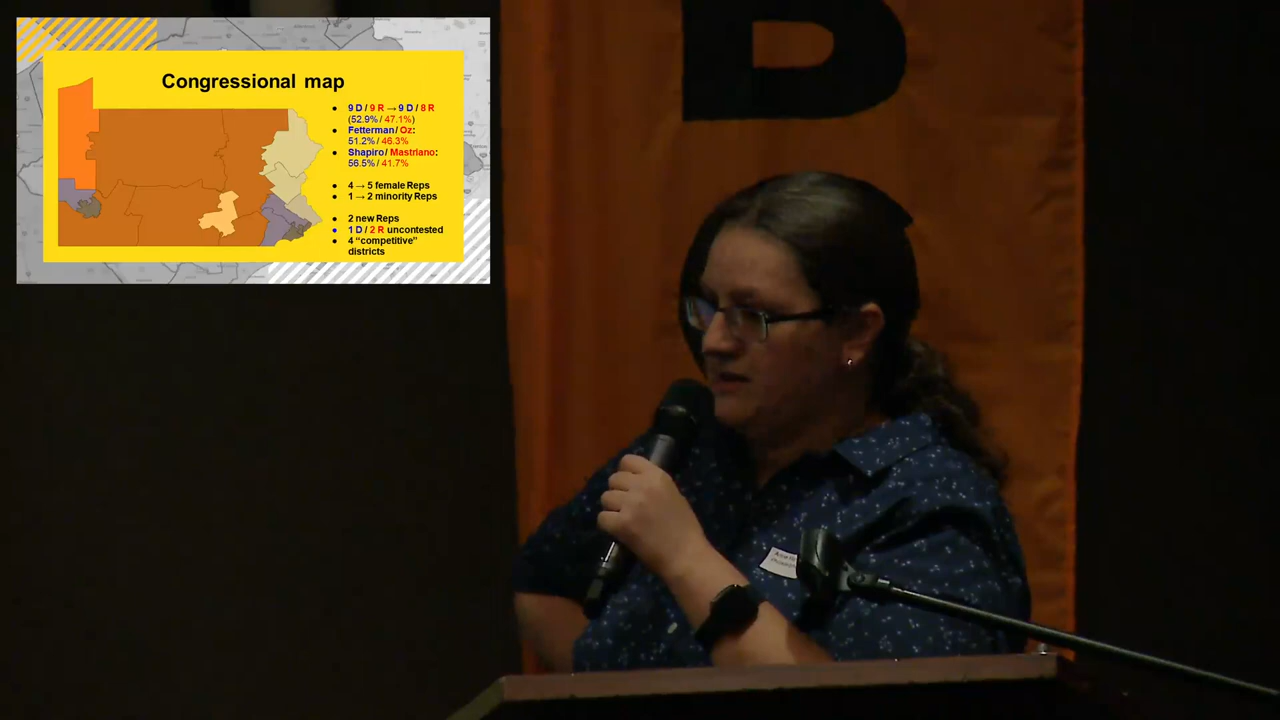 B
Congressional map
● 9 D / 9 R → 9 D / 8 R
(52.9% / 47.1%)
● Fetterman / Oz:
51.2% / 46.3%
● Shapiro / Mastriano:
56.5% / 41.7%
● 4 → 5 female Reps
● 1 → 2 minority Reps
● 2 new Reps
● 1 D / 2 R uncontested
● 4 “competitive”
districts